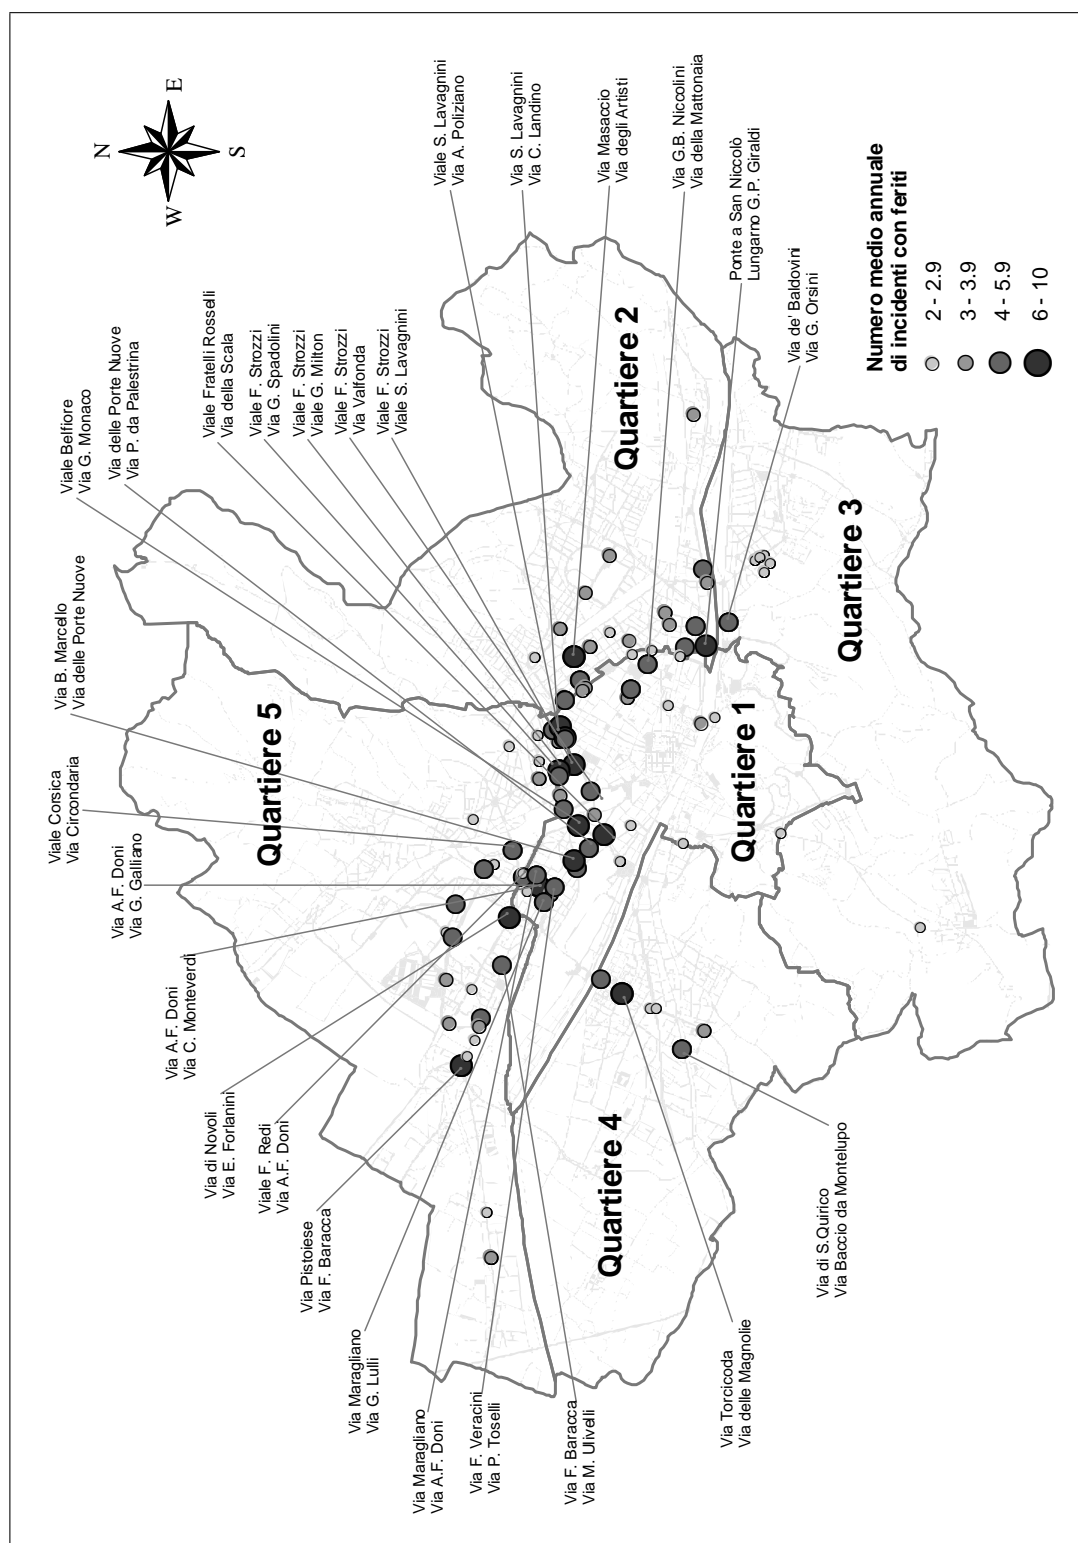 N
E
S
W
Viale Belfiore
Via G. Monaco
Via delle Porte Nuove
Via P. da Palestrina
Viale Fratelli Rosselli
Via della Scala
Viale F. Strozzi
Via G. Spadolini
Viale F. Strozzi
Viale G. Milton
Viale F. Strozzi
Via Valfonda
Viale F. Strozzi
Viale S. Lavagnini
Viale S. Lavagnini
Via A. Poliziano
Via S. Lavagnini
Via C. Landino
Via Masaccio
Via degli Artisti
Via G.B. Niccolini
Via della Mattonaia
Ponte a San Niccolò
Lungarno G.P. Giraldi
Via de' Baldovini
Via G. Orsini
Via B. Marcello
Via delle Porte Nuove
Viale Corsica
Via Circondaria
Via A.F. Doni
Via G. Galliano
Via A.F. Doni
Via C. Monteverdi
Via di Novoli
Via E. Forlanini
Viale F. Redi
Via A.F. Doni
Via Pistoiese
Via F. Baracca
Via Maragliano
Via G. Lulli
Via Maragliano
Via A.F. Doni
Via F. Veracini
Via P. Toselli
Via F. Baracca
Via M. Ulivelli
Via Torcicoda
Via delle Magnolie
Via di S.Quirico
Via Baccio da Montelupo
Quartiere 5
Quartiere 2
Quartiere 1
Quartiere 3
Quartiere 4
Numero medio annuale
di incidenti con feriti
2 - 2.9
3 - 3.9
4 - 5.9
6 - 10